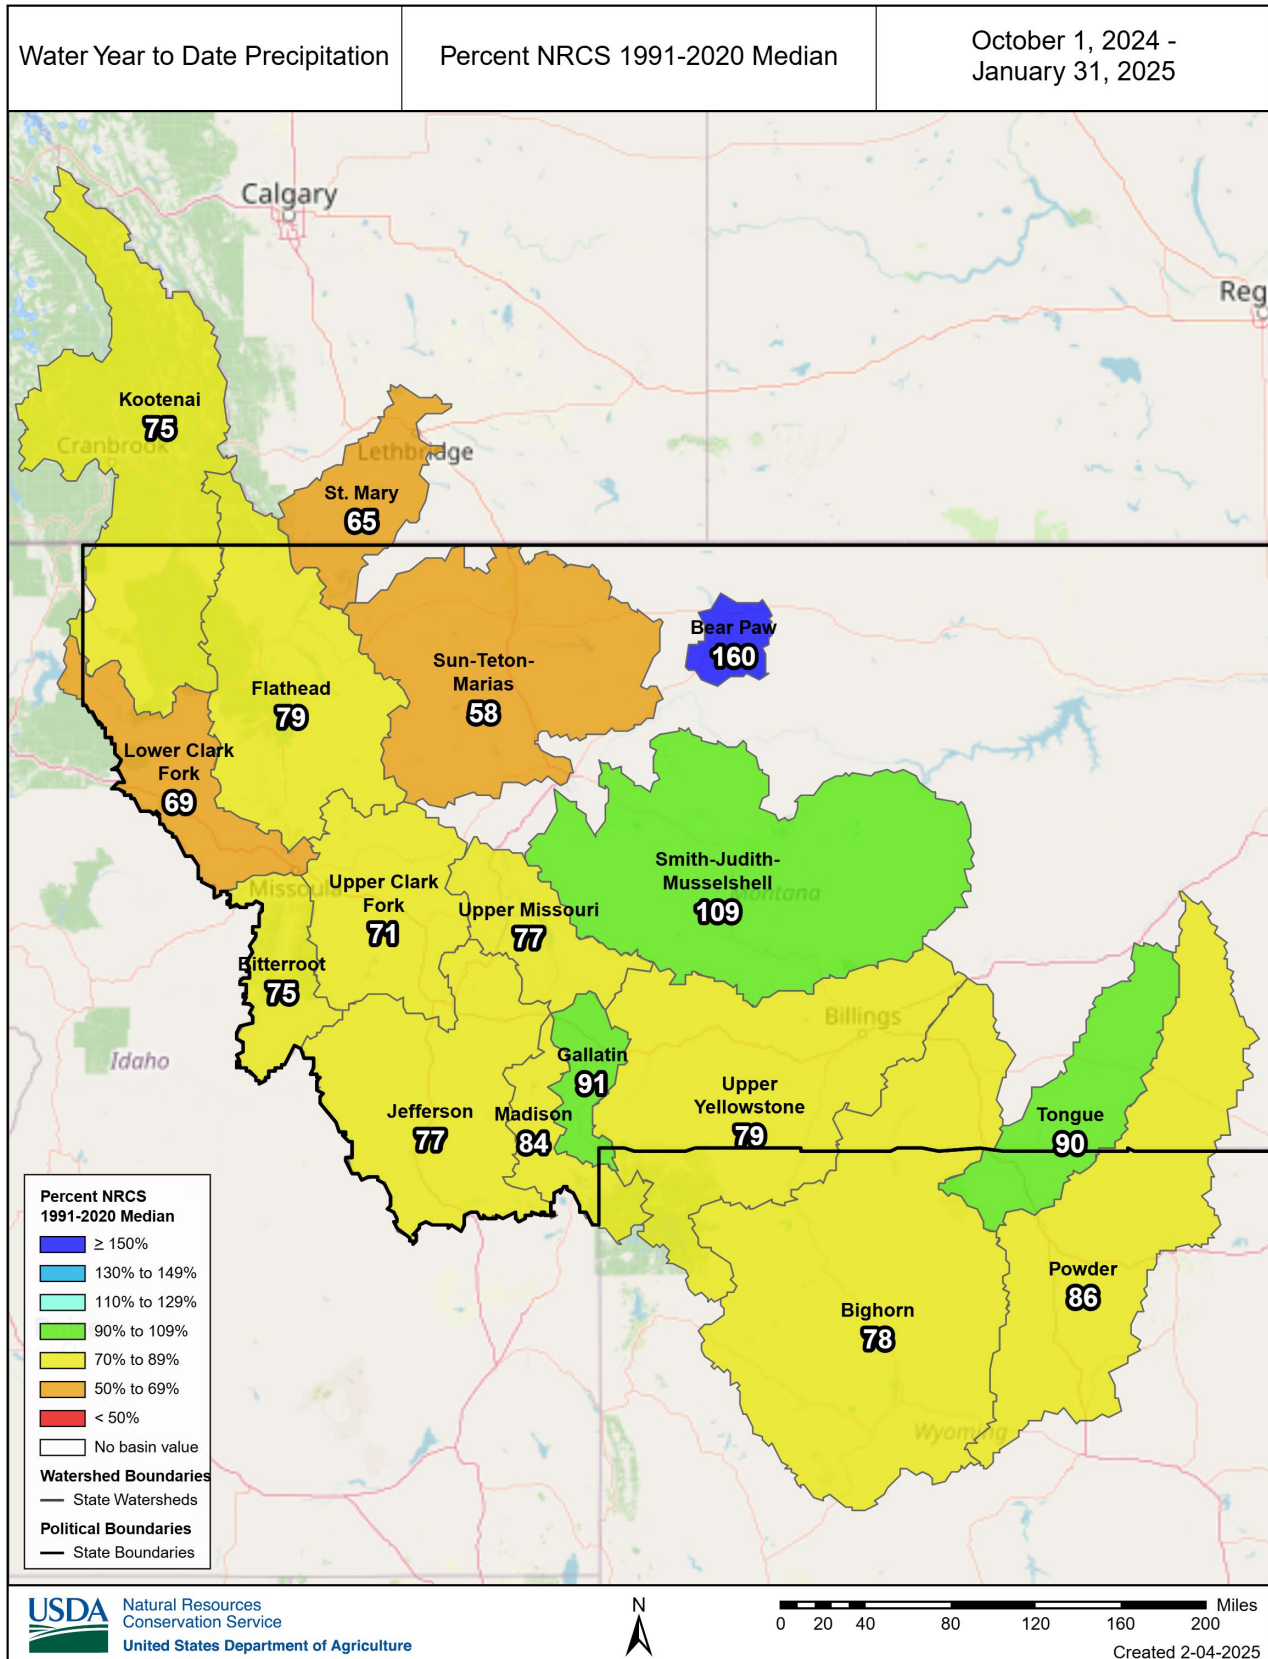 Water Year to Date Precipitation
Percent NRCS 1991-2020 Median
October 1, 2024 -
January 31, 2025
Calgary
Reg
Kootenai
75
Cranbrook
Lethbridge
St. Mary
65
Bear Paw
160
Sun-Teton-
Marias
58
Flathead
79
Lower Clark
Fork
69
Smith-Judith-
Musselshell
Montana
109
Missoula
Upper Clark
Fork
71
Upper Missouri
77
Bitterroot
75
Billings
Idaho
Gallatin
91
Upper
Yellowstone
79
Jefferson
77
Madison
84
Tongue
90
Powder
86
Bighorn
78
Wyoming
Percent NRCS
1991-2020 Median
≥ 150%
130% to 149%
110% to 129%
90% to 109%
70% to 89%
50% to 69%
< 50%
No basin value
Watershed Boundaries
State Watersheds
Political Boundaries
State Boundaries
USDA
Natural Resources
Conservation Service
United States Department of Agriculture
N
Miles
0 20 40 80 120 160 200
Created 2-04-2025